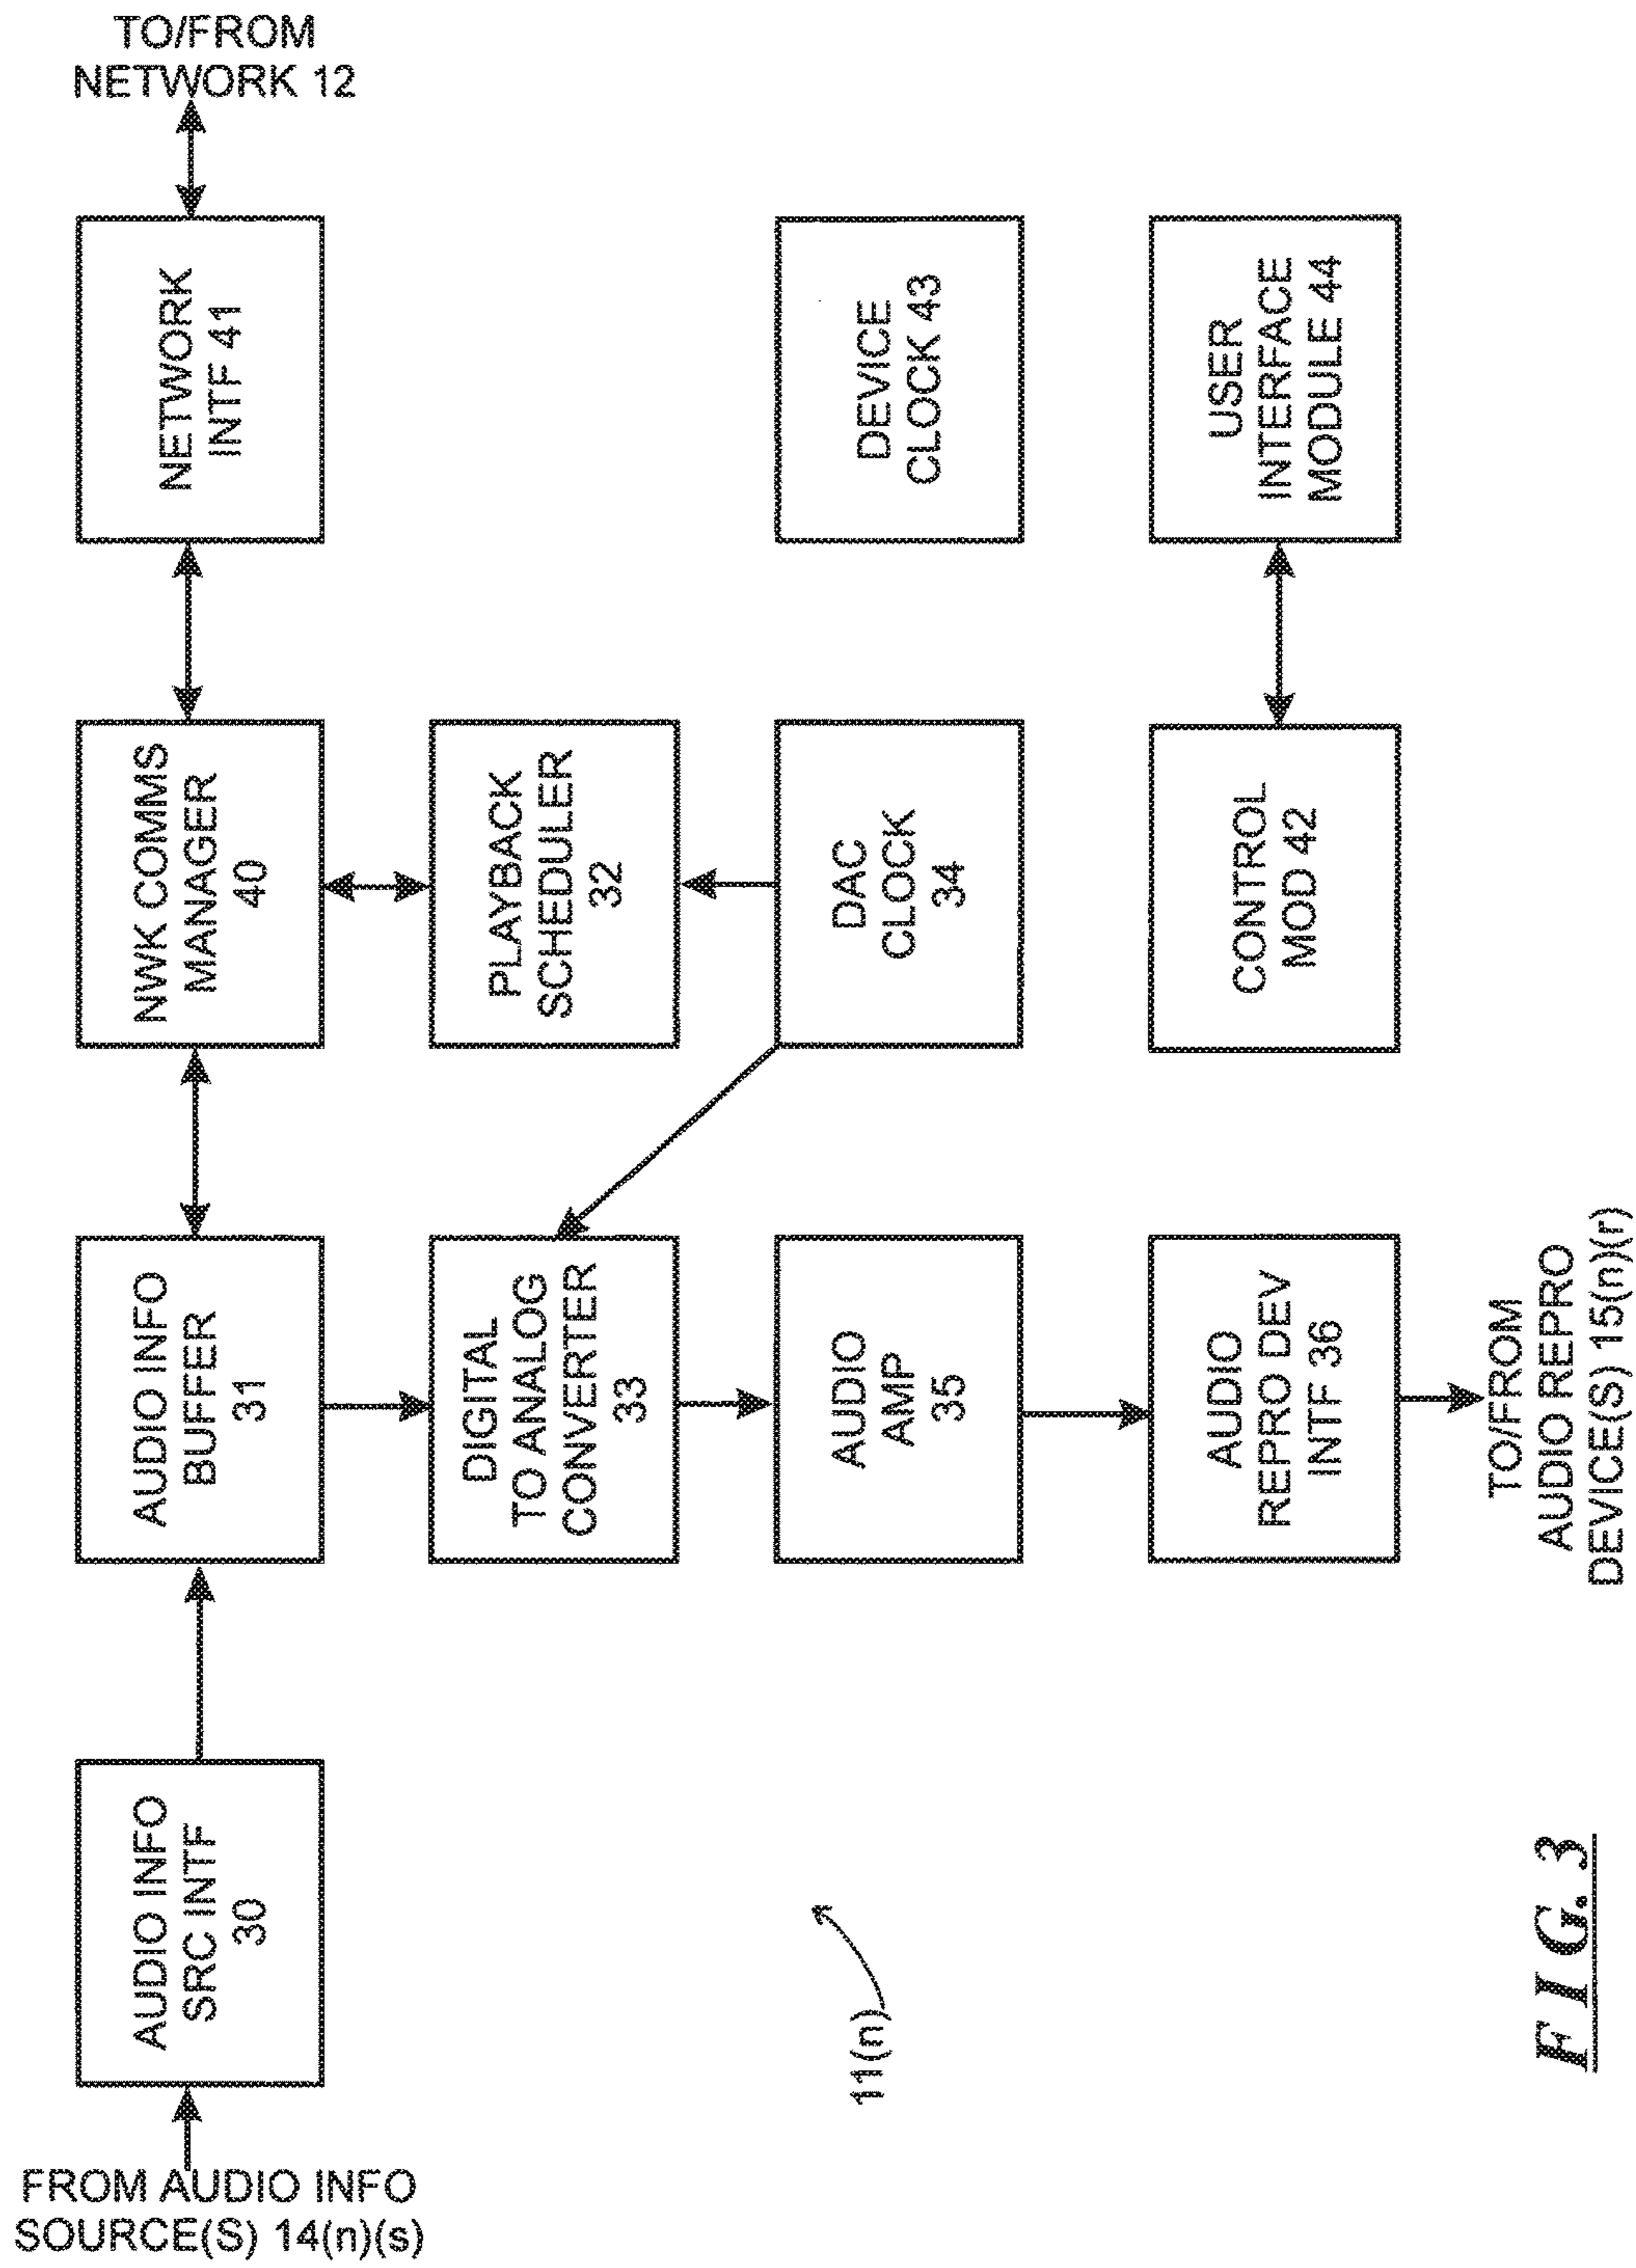 TO/FROM
NETWORK 12
NETWORK
INTF 41
DEVICE
CLOCK 43
USER
INTERFACE
MODULE 44
NWK COMMS
MANAGER
40
PLAYBACK
SCHEDULER
32
DAC
CLOCK
34
CONTROL
MOD 42
AUDIO INFO
BUFFER
31
DIGITAL
TO ANALOG
CONVERTER
33
AUDIO
AMP
35
AUDIO
REPRO DEV
INTF 36
TO/FROM
AUDIO REPRO
DEVICE(S) 15(n)(r)
AUDIO INFO
SRC INTF
30
11(n)
FIG. 3
FROM AUDIO INFO
SOURCE(S) 14(n)(s)